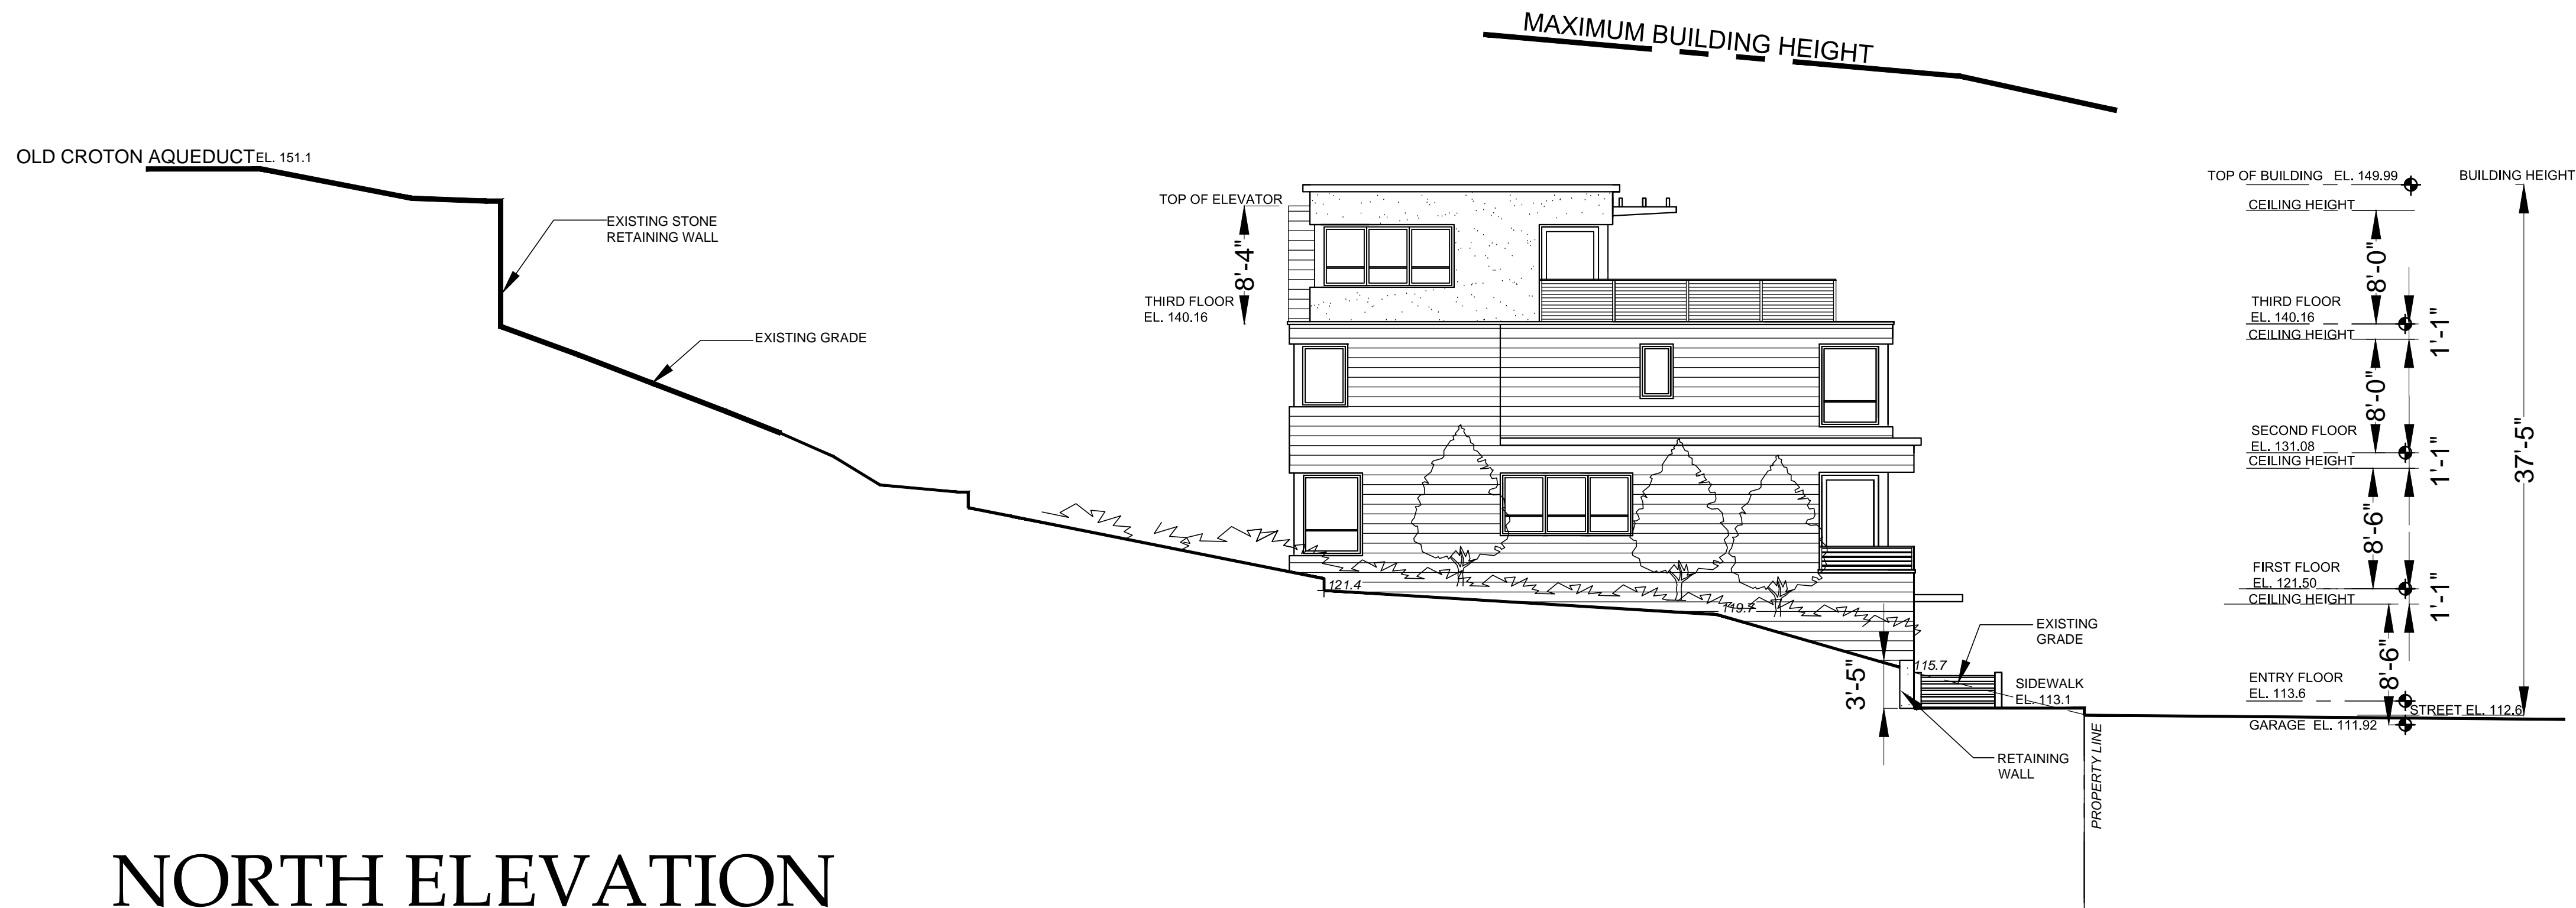 MAXIMUM BUILDING HEIGHT
OLD CROTON AQUEDUCT EL. 151.1
EXISTING STONE
RETAINING WALL
EXISTING GRADE
TOP OF ELEVATOR
8'-4"
THIRD FLOOR
EL. 140.16
121.4
119.7
115.7
3'-5"
EXISTING
GRADE
SIDEWALK
EL. 113.1
RETAINING
WALL
PROPERTY LINE
TOP OF BUILDING EL. 149.99
BUILDING HEIGHT
CEILING HEIGHT
8'-0"
THIRD FLOOR
EL. 140.16
CEILING HEIGHT
1'-1"
8'-0"
SECOND FLOOR
EL. 131.08
CEILING HEIGHT
1'-1"
37'-5"
8'-6"
FIRST FLOOR
EL. 121.50
CEILING HEIGHT
1'-1"
8'-6"
ENTRY FLOOR
EL. 113.6
STREET EL. 112.6
GARAGE EL. 111.92
NORTH ELEVATION